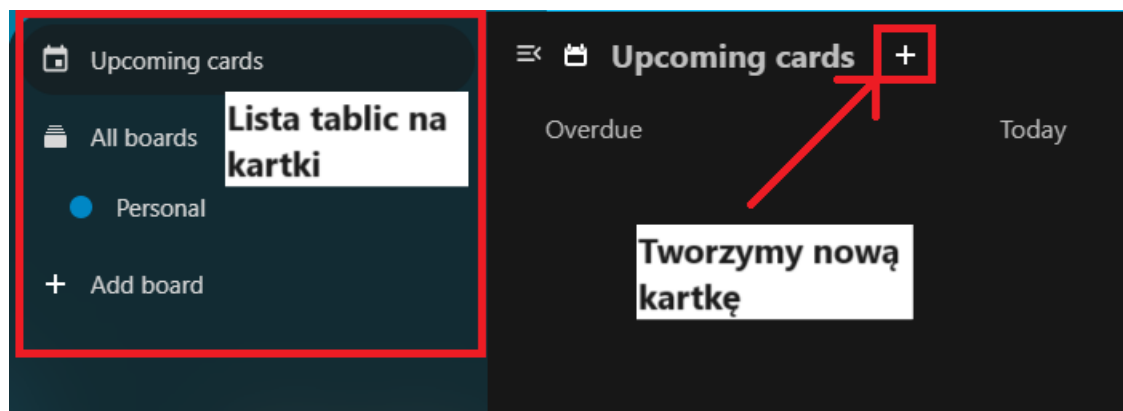 Upcoming cards
All boards
Personal
Add board
Lista tablic na
kartki
Upcoming cards
Overdue
Today
Tworzymy nową
kartkę